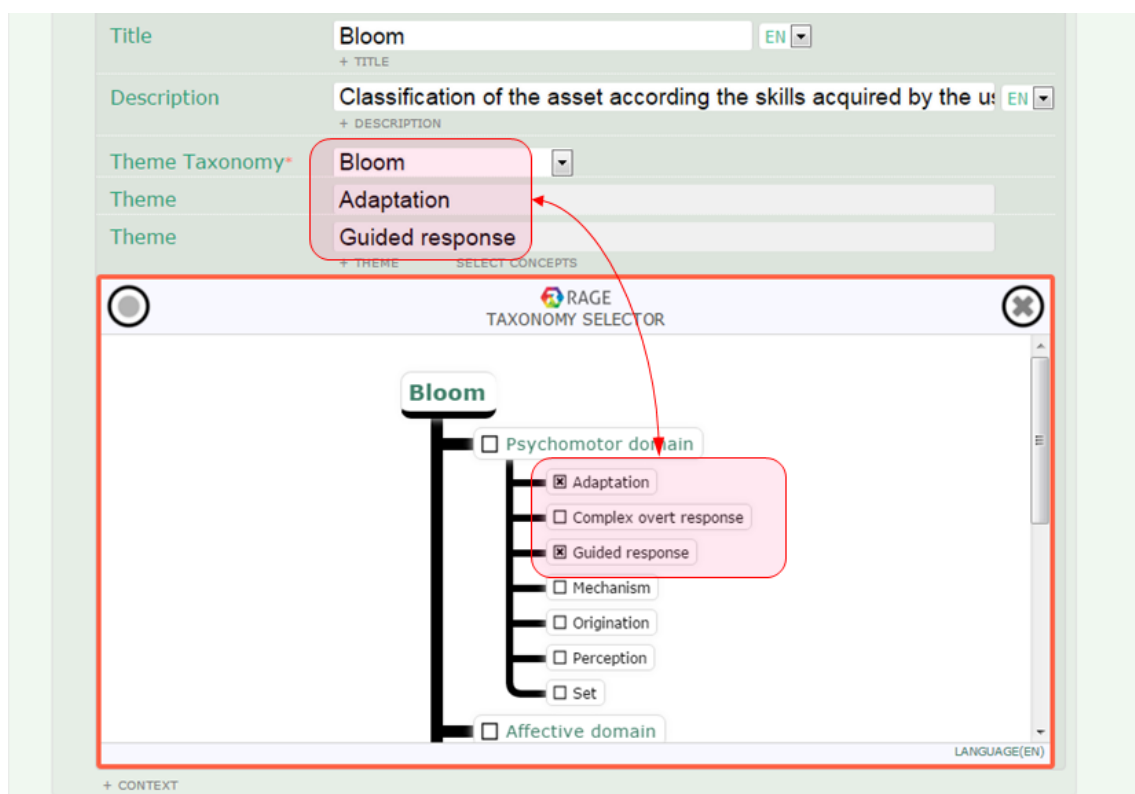 Title Bloom EN
+ TITLE
Description Classification of the asset according the skills acquired by the EN
+ DESCRIPTION
Theme Taxonomy* Bloom
Theme Adaptation
Theme Guided response
+ THEME SELECT CONCEPTS
RAGE
TAXONOMY SELECTOR
Bloom
Psychomotor domain
Adaptation
Complex overt response
Guided response
Mechanism
Origination
Perception
Set
Affective domain
LANGUAGE(EN)
+ CONTEXT